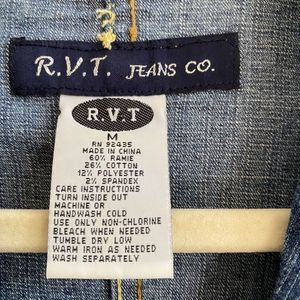 R.V.T. JEANS CO.
R.V.T
M
RN 92435
MADE IN CHINA
60% RAMIE
26% COTTON
12% POLYESTER
2% SPANDEX
CARE INSTRUCTIONS
TURN INSIDE OUT
MACHINE OR
HANDWASH COLD
USE ONLY NON-CHLORINE
BLEACH WHEN NEEDED
TUMBLE DRY LOW
WARM IRON AS NEEDED
WASH SEPARATELY